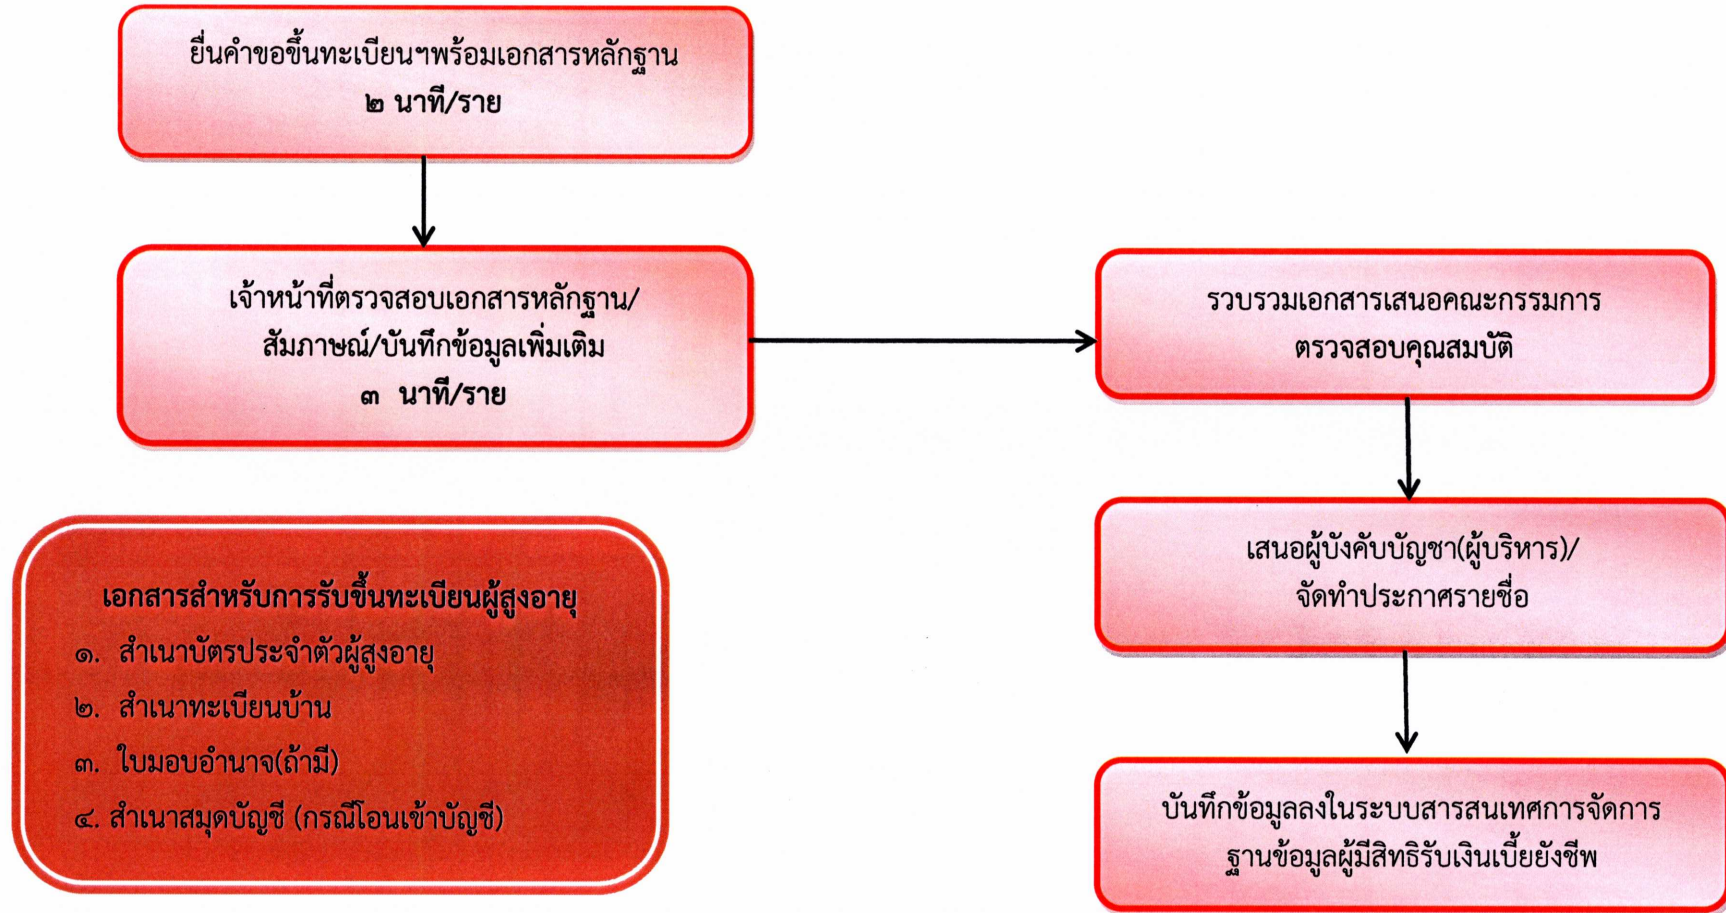 ยื่นคำขอขึ้นทะเบียนฯพร้อมเอกสารหลักฐาน
๒ นาที/ราย
เจ้าหน้าที่ตรวจสอบเอกสารหลักฐาน/
สัมภาษณ์/บันทึกข้อมูลเพิ่มเติม
๓ นาที/ราย
รวบรวมเอกสารเสนอคณะกรรมการ
ตรวจสอบคุณสมบัติ
เสนอผู้บังคับบัญชา(ผู้บริหาร)/
จัดทำประกาศรายชื่อ
บันทึกข้อมูลลงในระบบสารสนเทศการจัดการ
ฐานข้อมูลผู้มีสิทธิรับเงินเบี้ยยังชีพ
เอกสารสำหรับการรับขึ้นทะเบียนผู้สูงอายุ
๑. สำเนาบัตรประจำตัวผู้สูงอายุ
๒. สำเนาทะเบียนบ้าน
๓. ใบมอบอำนาจ(ถ้ามี)
๔. สำเนาสมุดบัญชี (กรณีโอนเข้าบัญชี)